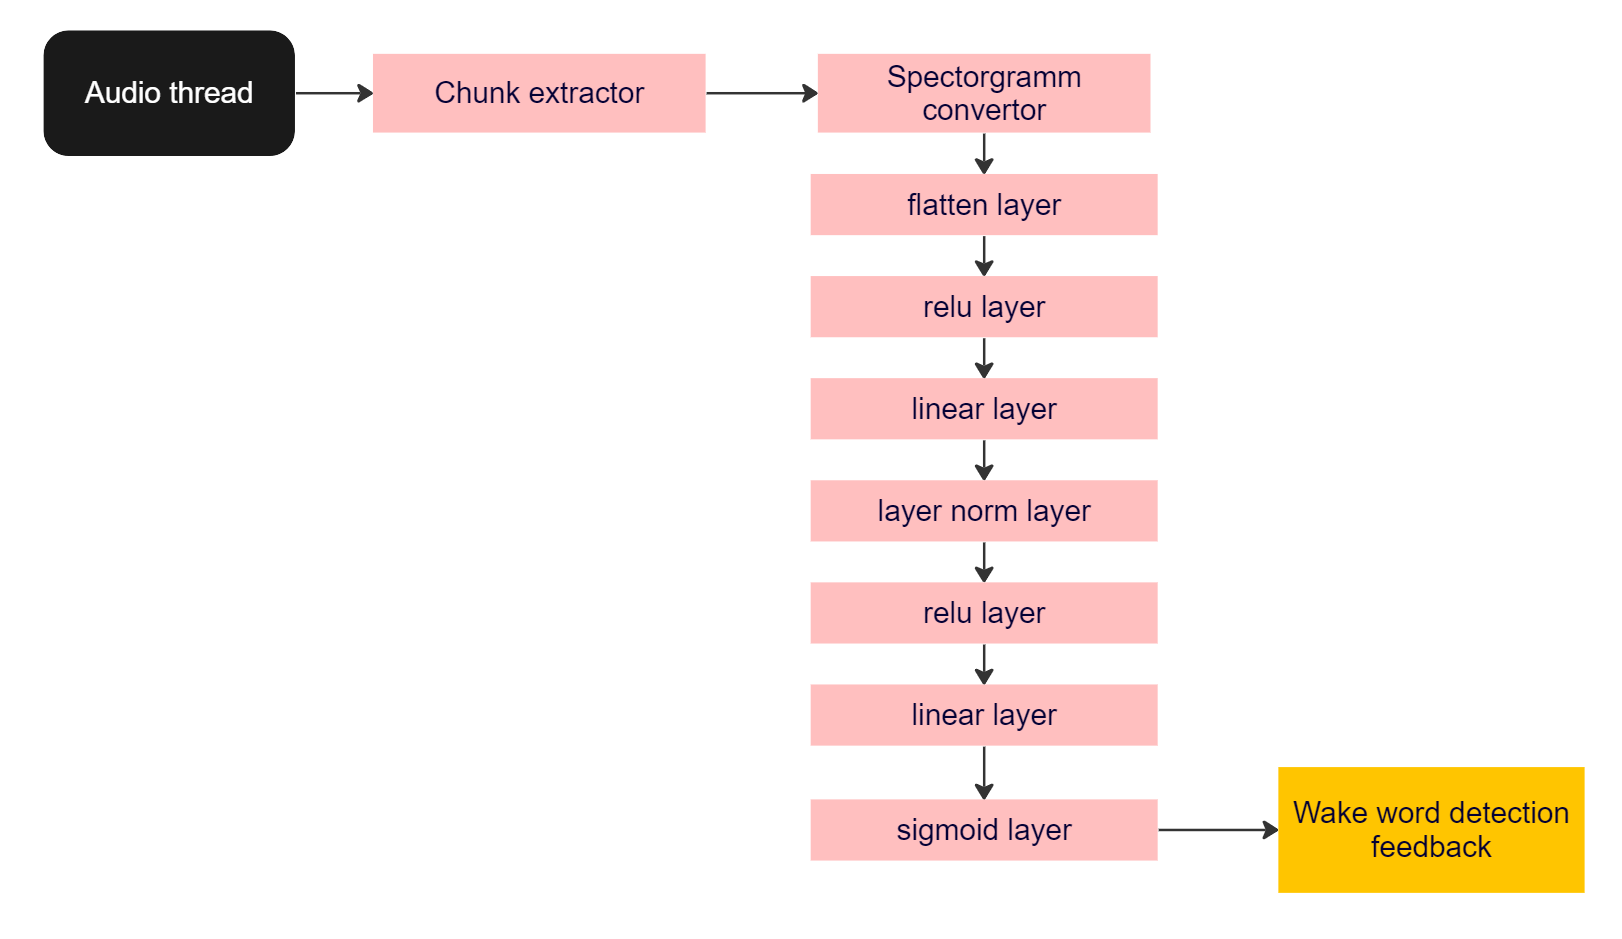 Audio thread
Chunk extractor
Spectorgramm
convertor
flatten layer
relu layer
linear layer
layer norm layer
relu layer
linear layer
sigmoid layer
Wake word detection
feedback